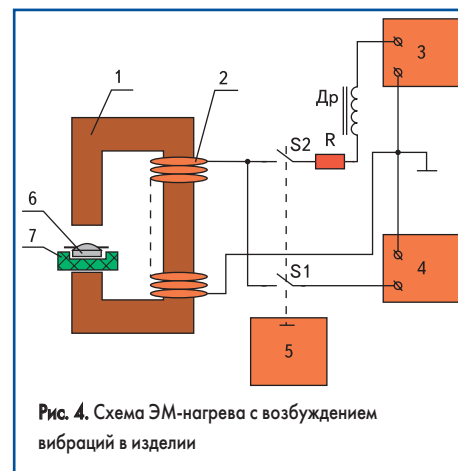 1
2
3
Др
S2
R
6
7
S1
4
5
Рис. 4. Схема ЭМ-нагрева с возбуждением
вибраций в изделии